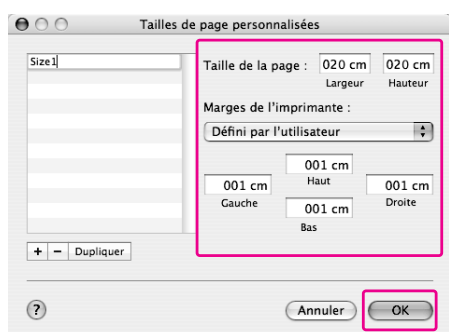 Tailles de page personnalisées
Size1
Taille de la page : 020 cm 020 cm
Largeur Hauteur
Marges de l'imprimante :
Défini par l'utilisateur
001 cm
Haut
001 cm 001 cm
Gauche Droite
001 cm
Bas
+ − Dupliquer
? Annuler OK